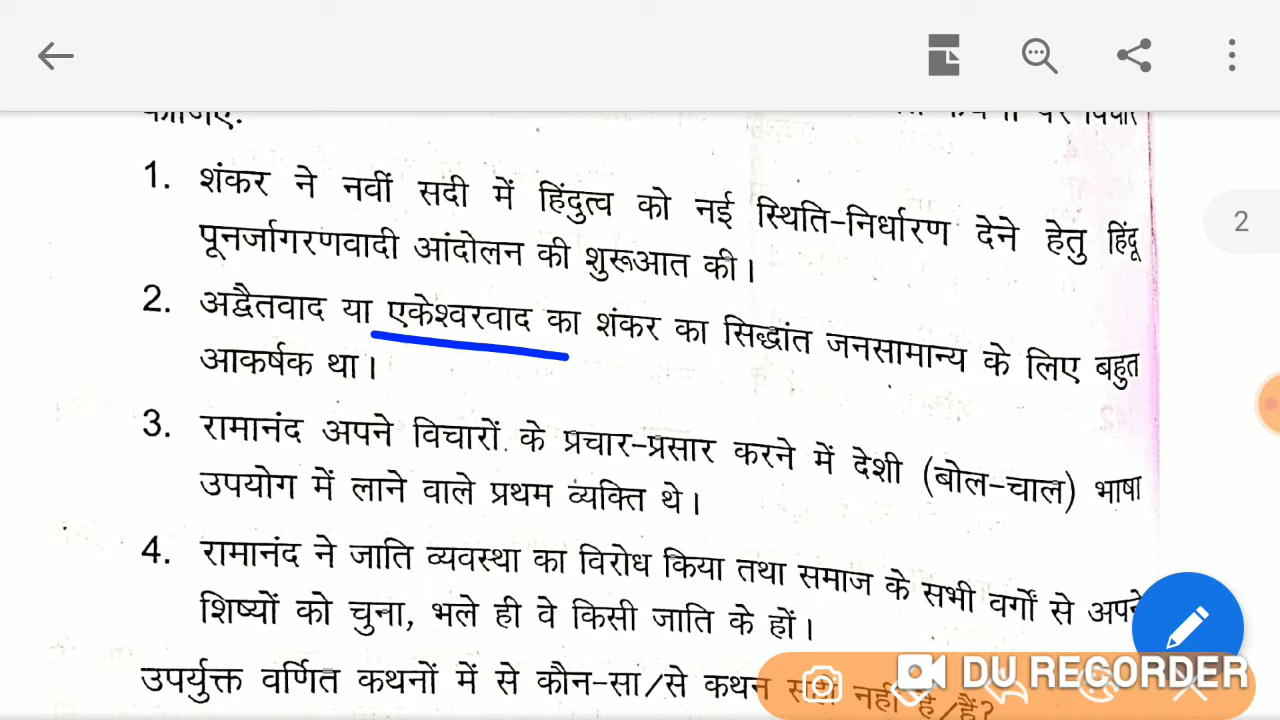 2
कीजिए:
1. शंकर ने नवीं सदी में हिंदुत्व को नई स्थिति-निर्धारण देने हेतु हिंदू
पूनर्जागरणवादी आंदोलन की शुरूआत की।
2. अद्वैतवाद या एकेश्वरवाद का शंकर का सिद्धांत जनसामान्य के लिए बहुत
आकर्षक था।
3. रामानंद अपने विचारों के प्रचार-प्रसार करने में देशी (बोल-चाल) भाषा
उपयोग में लाने वाले प्रथम व्यक्ति थे।
4. रामानंद ने जाति व्यवस्था का विरोध किया तथा समाज के सभी वर्गों से अपने
शिष्यों को चुना, भले ही वे किसी जाति के हों।
उपर्युक्त वर्णित कथनों में से कौन-सा/से कथन नहीं है/हैं?
DU RECORDER